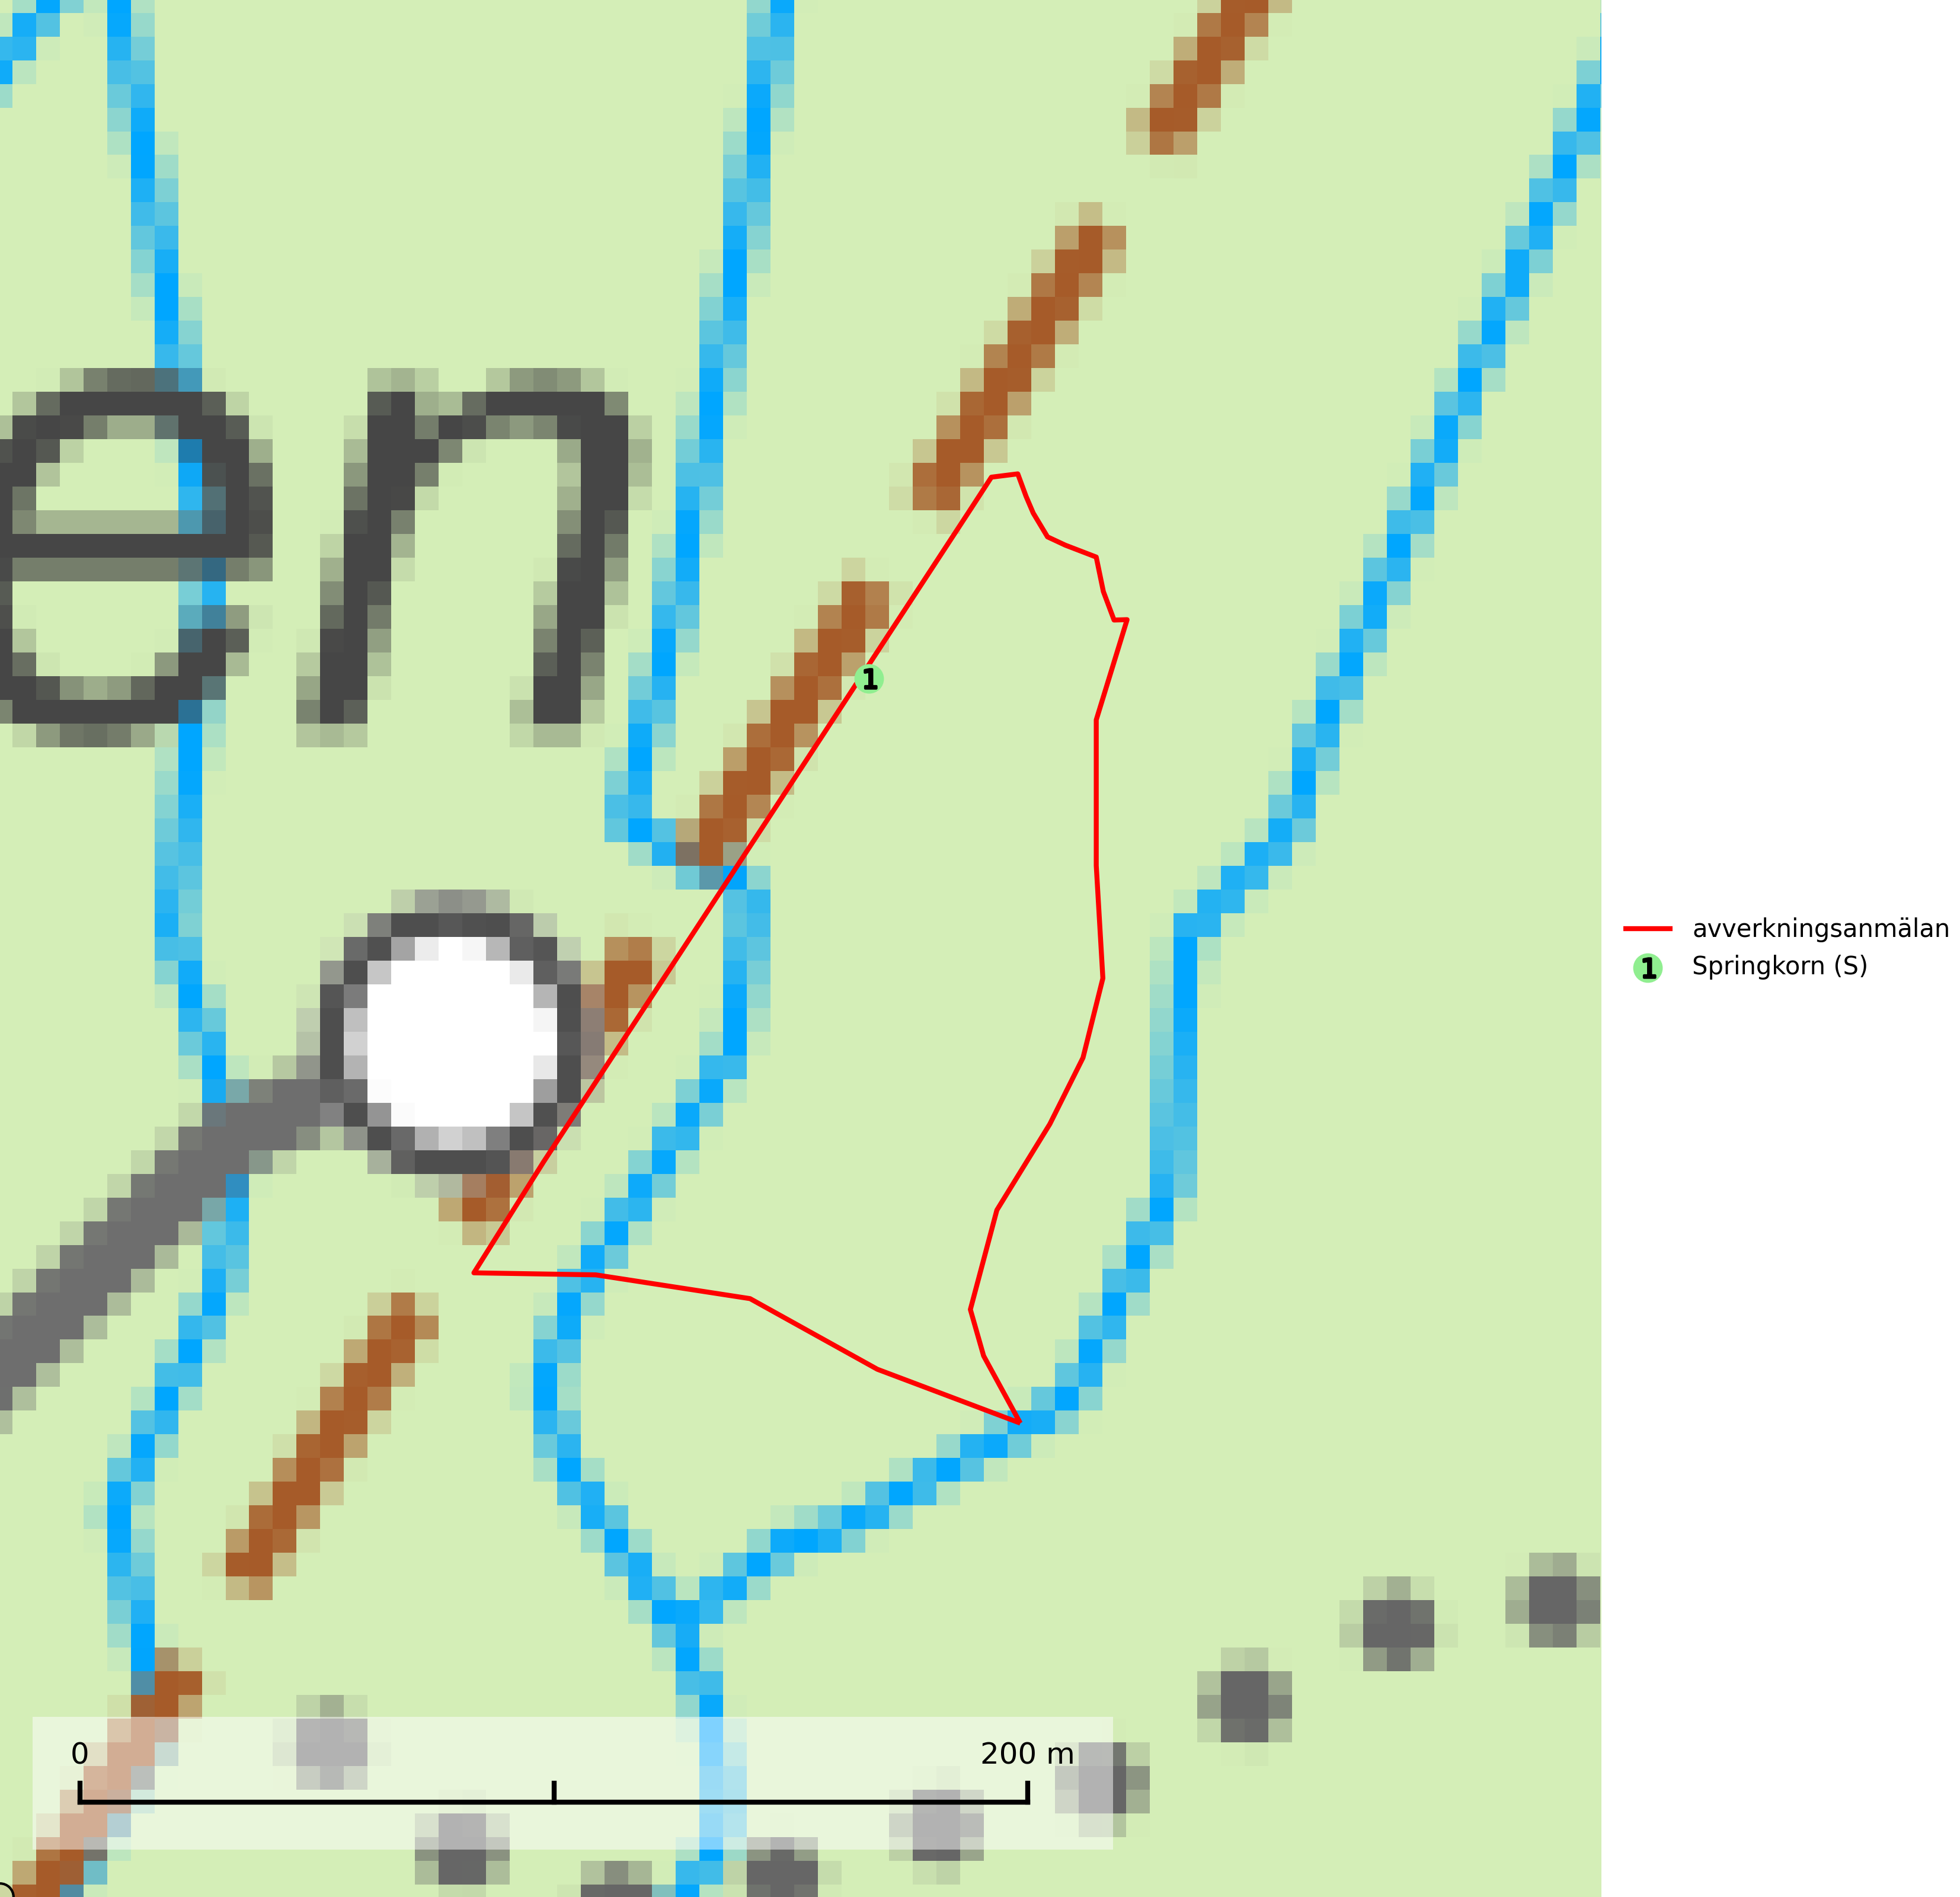 en
1
avverkningsanmälan
1 Springkorn (S)
0 200 m